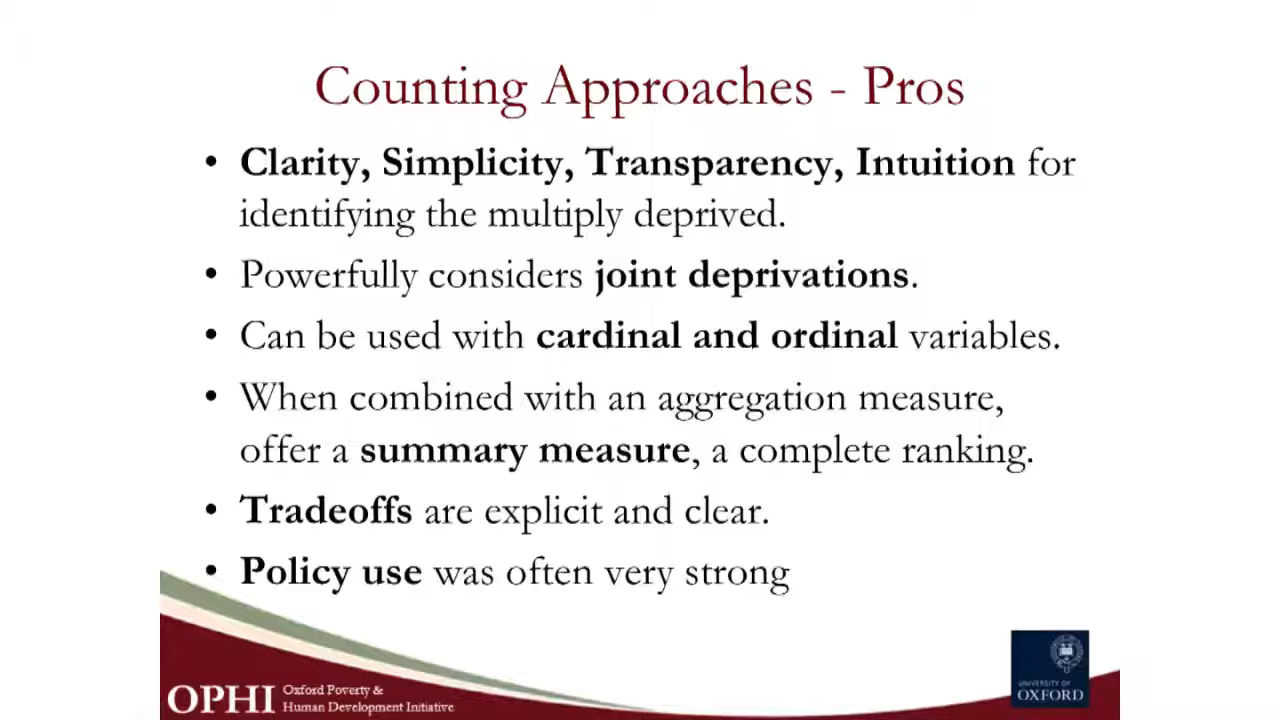 Counting Approaches - Pros
• Clarity, Simplicity, Transparency, Intuition for
identifying the multiply deprived.
• Powerfully considers joint deprivations.
• Can be used with cardinal and ordinal variables.
• When combined with an aggregation measure,
offer a summary measure, a complete ranking.
• Tradeoffs are explicit and clear.
• Policy use was often very strong
OPHI
Oxford Poverty &
Human Development Initiative
UNIVERSITY OF
OXFORD